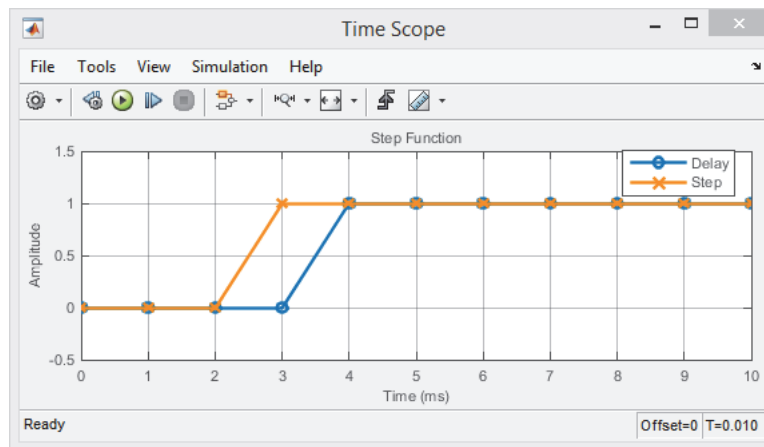 Time Scope
File Tools View Simulation Help
Step Function
1.5
1
0.5
0
-0.5
Amplitude
Delay
Step
0 1 2 3 4 5 6 7 8 9 10
Time (ms)
Ready
Offset=0 T=0.010